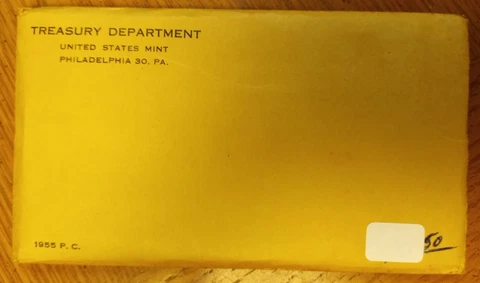 TREASURY DEPARTMENT
UNITED STATES MINT
PHILADELPHIA 30, PA.
1955 P. C.
50